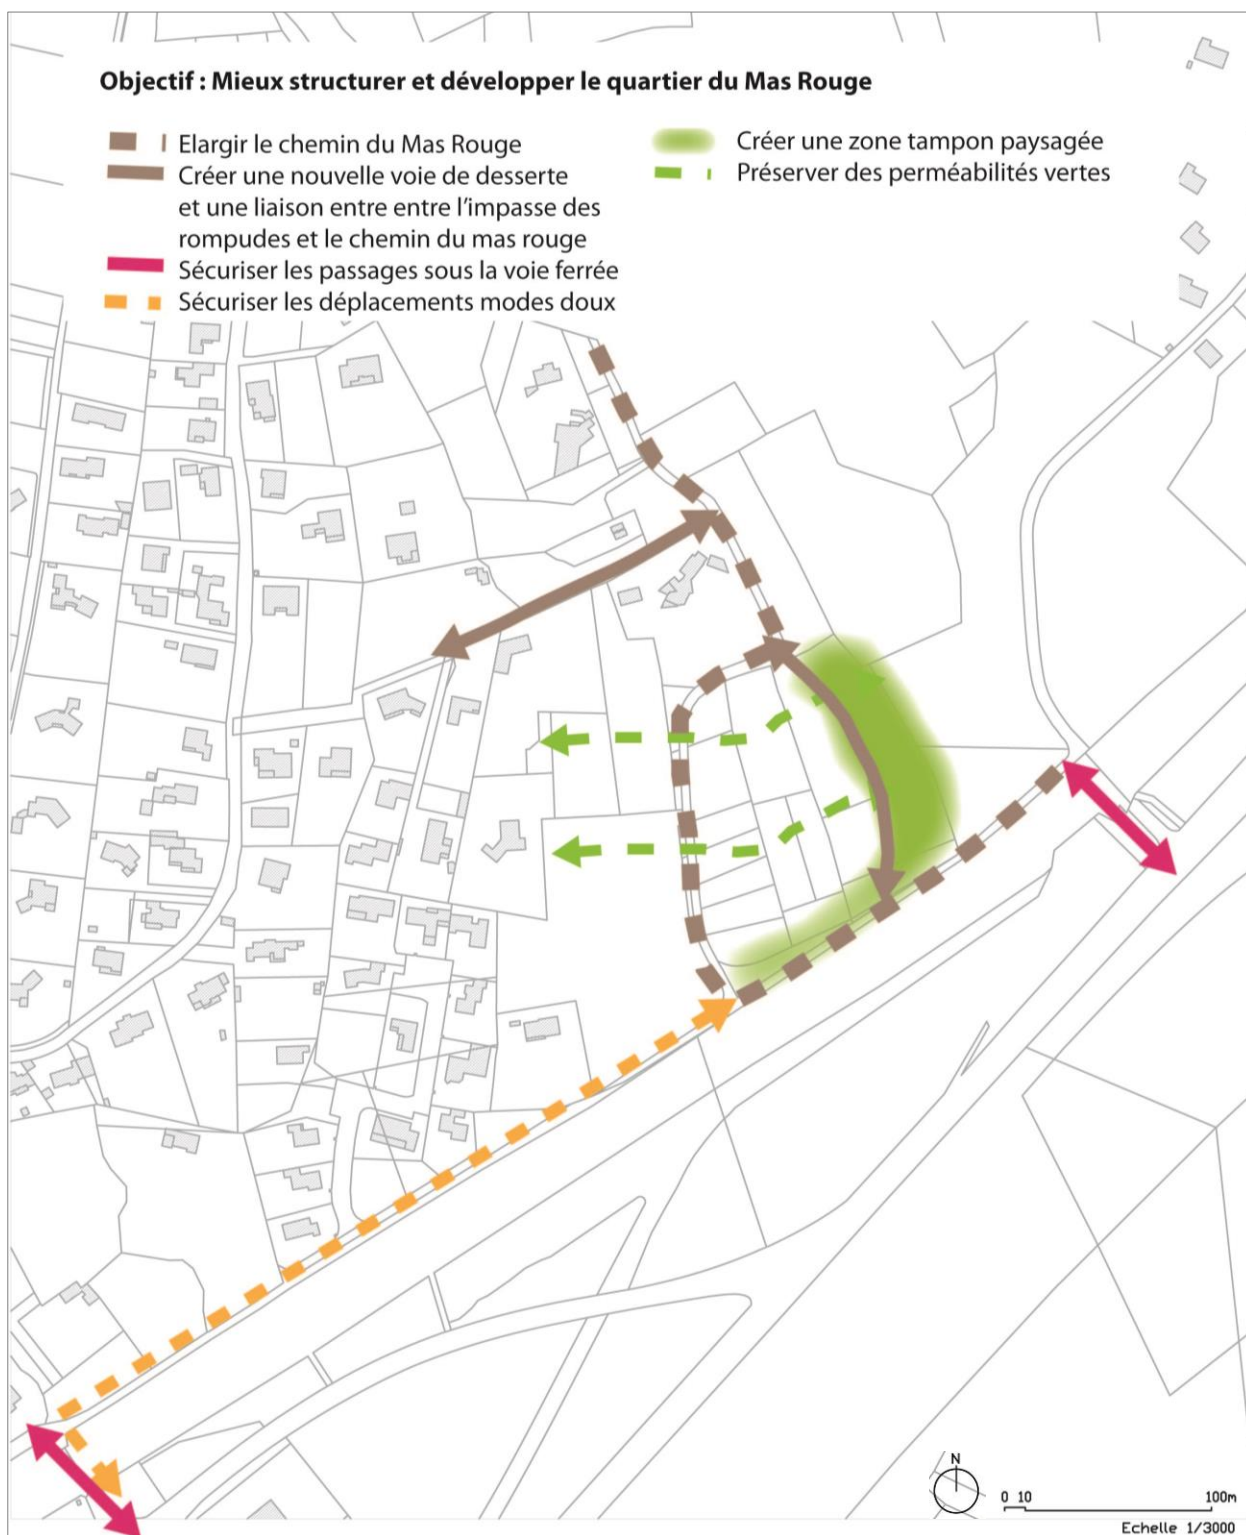 Objectif : Mieux structurer et développer le quartier du Mas Rouge
Elargir le chemin du Mas Rouge
Créer une nouvelle voie de desserte
et une liaison entre entre l'impasse des
rompudes et le chemin du mas rouge
Sécuriser les passages sous la voie ferrée
Sécuriser les déplacements modes doux
Créer une zone tampon paysagée
Préserver des perméabilités vertes
N
0 10 100m
Echelle 1/3000